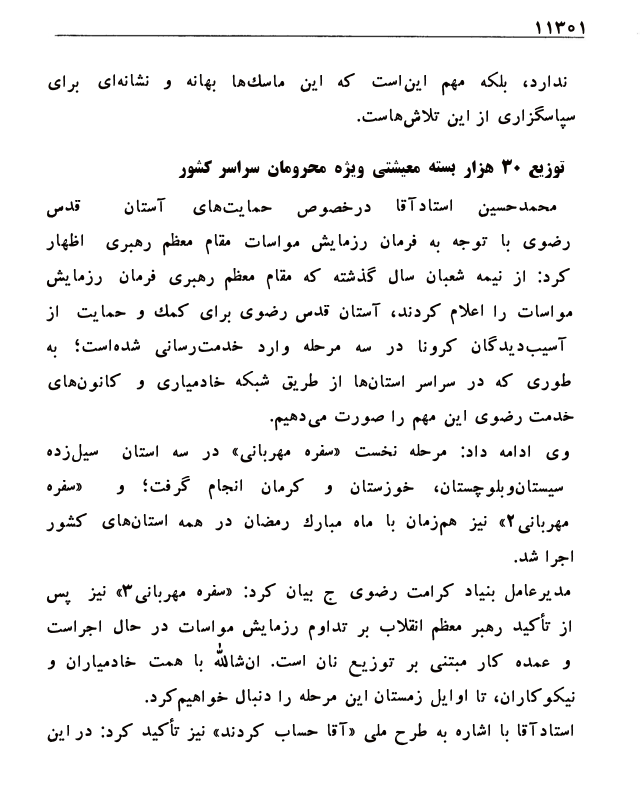 ۱۱۳۰۱
ندارد، بلکه مهم این‌است که این ماسك‌ها بهانه و نشانه‌ای برای
سپاسگزاری از این تلاش‌هاست.
توزیع ۳۰ هزار بسته معیشتی ویژه محرومان سراسر کشور
محمدحسین استادآقا درخصوص حمایت‌های آستان قدس
رضوی با توجه به فرمان رزمایش مواسات مقام معظم رهبری اظهار
کرد: از نیمه شعبان سال گذشته که مقام معظم رهبری فرمان رزمایش
مواسات را اعلام کردند، آستان قدس رضوی برای کمك و حمایت از
آسیب‌دیدگان کرونا در سه مرحله وارد خدمت‌رسانی شده‌است؛ به
طوری که در سراسر استان‌ها از طریق شبکه خادمیاری و کانون‌های
خدمت رضوی این مهم را صورت می‌دهیم.
وی ادامه داد: مرحله نخست «سفره مهربانی» در سه استان سیل‌زده
سیستان‌وبلوچستان، خوزستان و کرمان انجام گرفت؛ و «سفره
مهربانی۲» نیز هم‌زمان با ماه مبارك رمضان در همه استان‌های کشور
اجرا شد.
مدیرعامل بنیاد کرامت رضوی ج بیان کرد: «سفره مهربانی۳» نیز پس
از تأکید رهبر معظم انقلاب بر تداوم رزمایش مواسات در حال اجراست
و عمده کار مبتنی بر توزیع نان است. ان‌شاالله با همت خادمیاران و
نیکوکاران، تا اوایل زمستان این مرحله را دنبال خواهیم‌کرد.
استادآقا با اشاره به طرح ملی «آقا حساب کردند» نیز تأکید کرد: در این